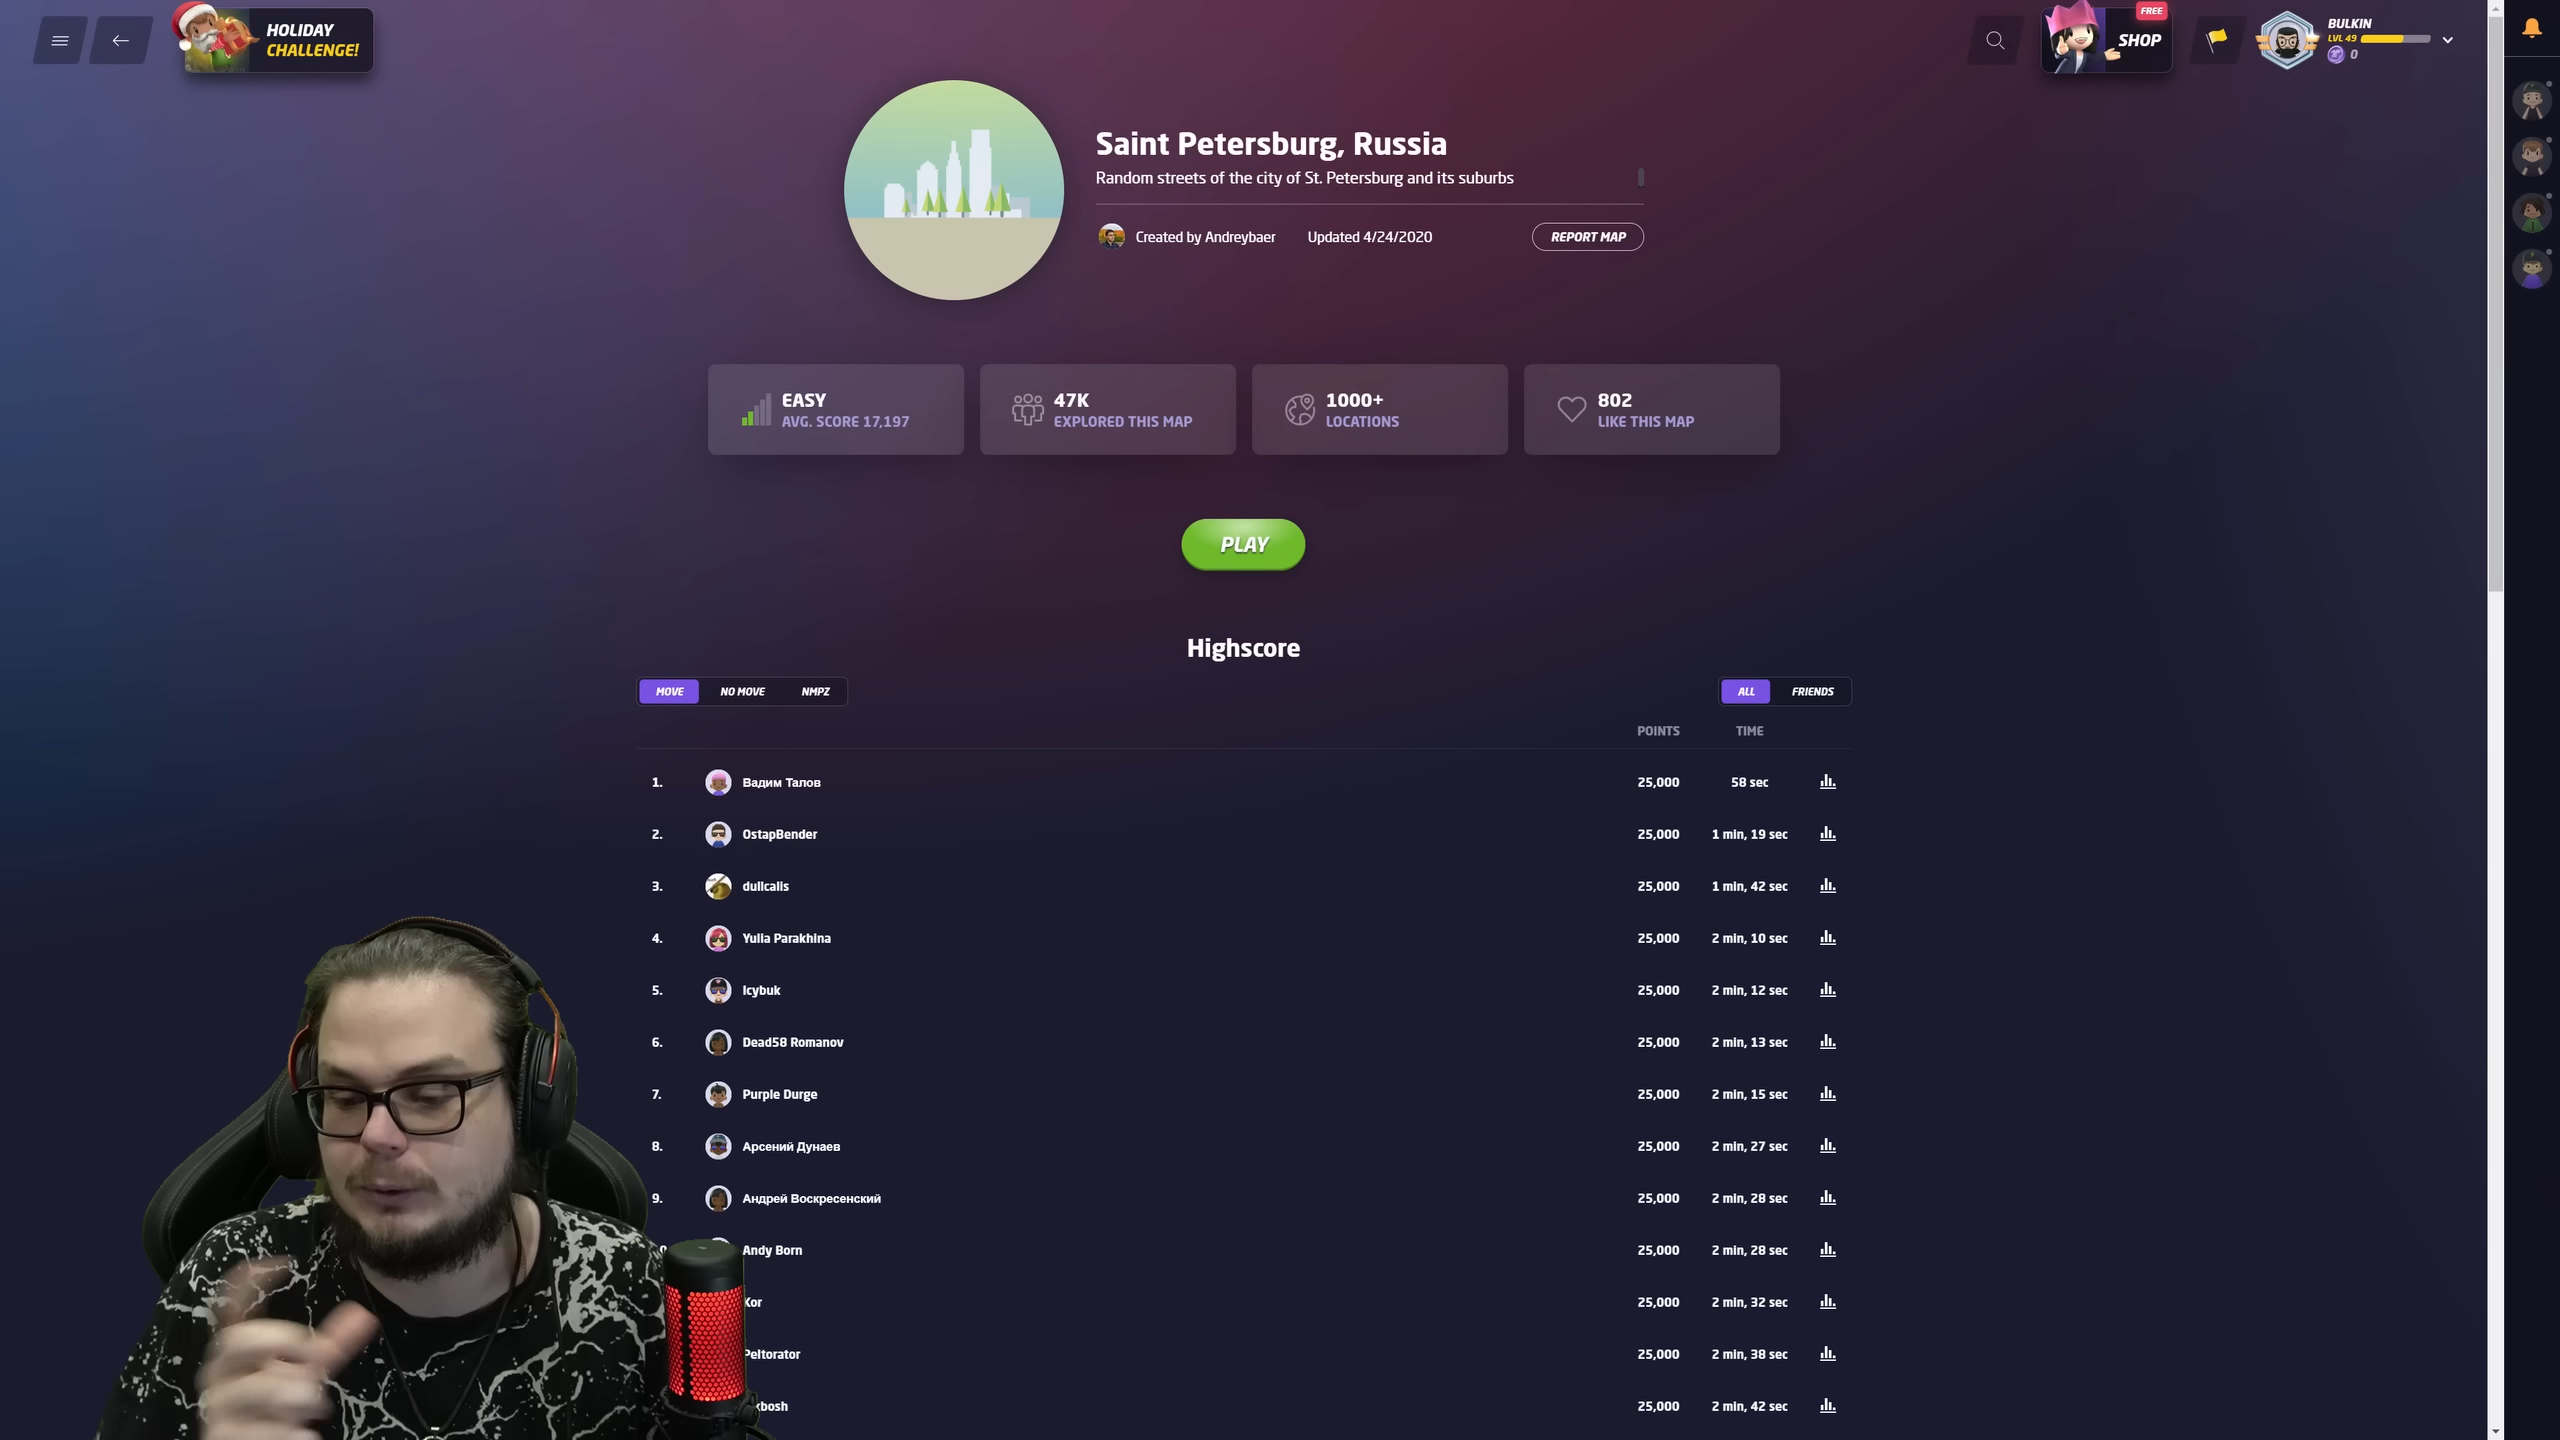 HOLIDAY
CHALLENGE!
FREE
SHOP
BULKIN
LVL 49
0
Saint Petersburg, Russia
Random streets of the city of St. Petersburg and its suburbs
Created by Andreybaer Updated 4/24/2020 REPORT MAP
EASY
AVG. SCORE 17,197
47K
EXPLORED THIS MAP
1000+
LOCATIONS
802
LIKE THIS MAP
PLAY
Highscore
MOVE NO MOVE NMPZ ALL FRIENDS
POINTS TIME
1. Вадим Талов 25,000 58 sec
2. OstapBender 25,000 1 min, 19 sec
3. dullcalls 25,000 1 min, 42 sec
4. Yulia Parakhina 25,000 2 min, 10 sec
5. Icybuk 25,000 2 min, 12 sec
6. Dead58 Romanov 25,000 2 min, 13 sec
7. Purple Durge 25,000 2 min, 15 sec
8. Арсений Дунаев 25,000 2 min, 27 sec
9. Андрей Воскресенский 25,000 2 min, 28 sec
Andy Born 25,000 2 min, 28 sec
Kor 25,000 2 min, 32 sec
Peltorator 25,000 2 min, 38 sec
25,000 2 min, 42 sec